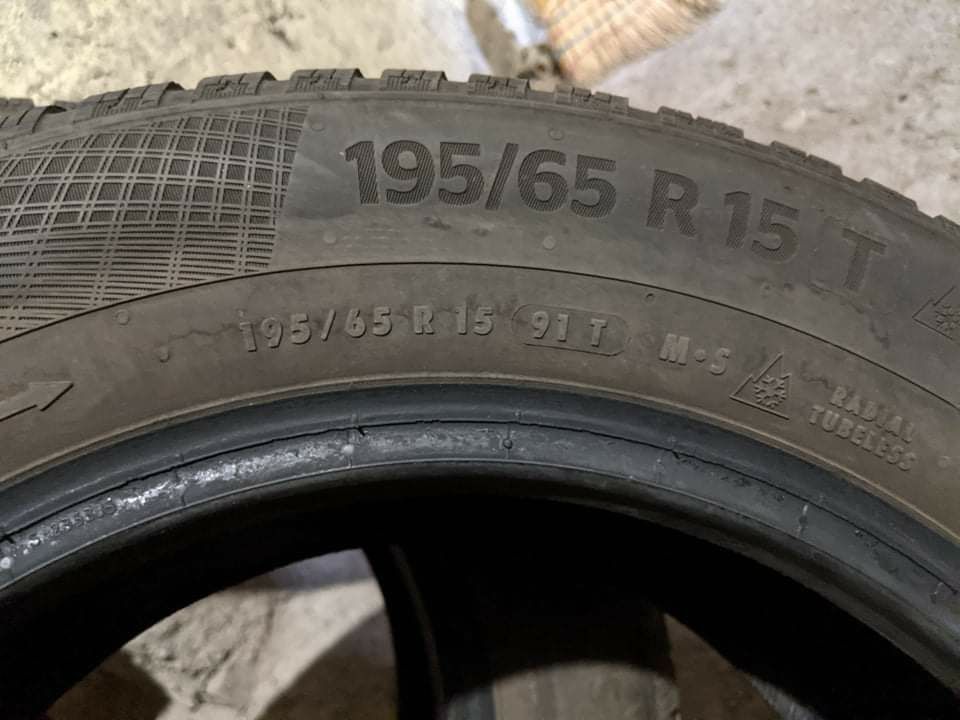 195/65 R 15 T
195/65 R 15 91 T M+S
RADIAL
TUBELESS